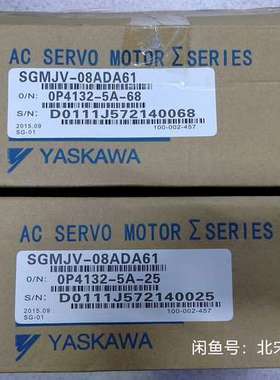 AC SERVO MOTOR Σ SERIES
SGMJV-08ADA61
O/N: 0P4132-5A-68
S/N: D0111J572140068
2015.09
SG-01
100-002-457
YASKAWA
AC SERVO MOTOR Σ SERIES
SGMJV-08ADA61
O/N: 0P4132-5A-25
S/N: D0111J572140025
2015.09
SG-01
100-002-457
YASKAWA
闲鱼号：北